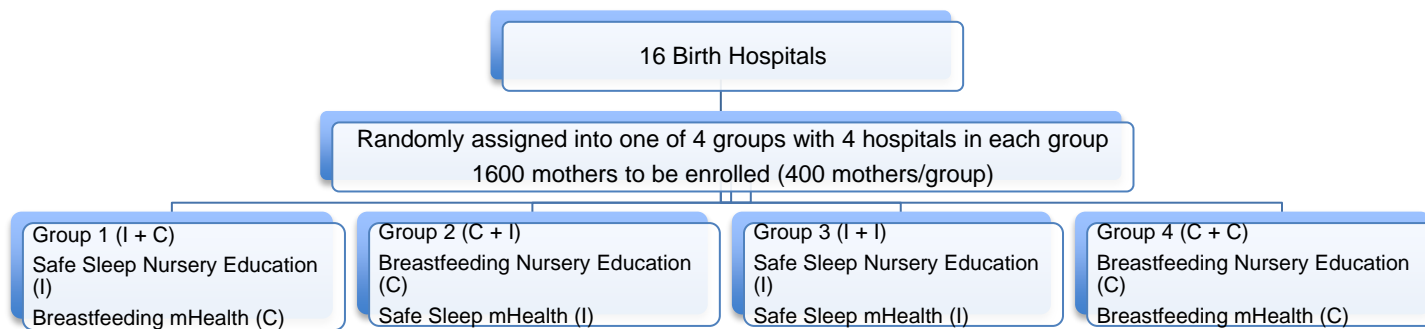 16 Birth Hospitals
Randomly assigned into one of 4 groups with 4 hospitals in each group
1600 mothers to be enrolled (400 mothers/group)
Group 1 (I + C)
Safe Sleep Nursery Education
(I)
Breastfeeding mHealth (C)
Group 2 (C + I)
Breastfeeding Nursery Education
(C)
Safe Sleep mHealth (I)
Group 3 (I + I)
Safe Sleep Nursery Education
(I)
Safe Sleep mHealth (I)
Group 4 (C + C)
Breastfeeding Nursery Education
(C)
Breastfeeding mHealth (C)